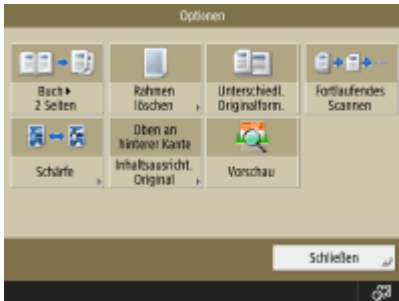 Optionen
Buch▸
2 Seiten
Rahmen
löschen
Unterschiedl.
Originalform.
Fortlaufendes
Scannen
Schärfe
Oben an
hinterer Kante
Inhaltsausricht.
Original
Vorschau
Schließen